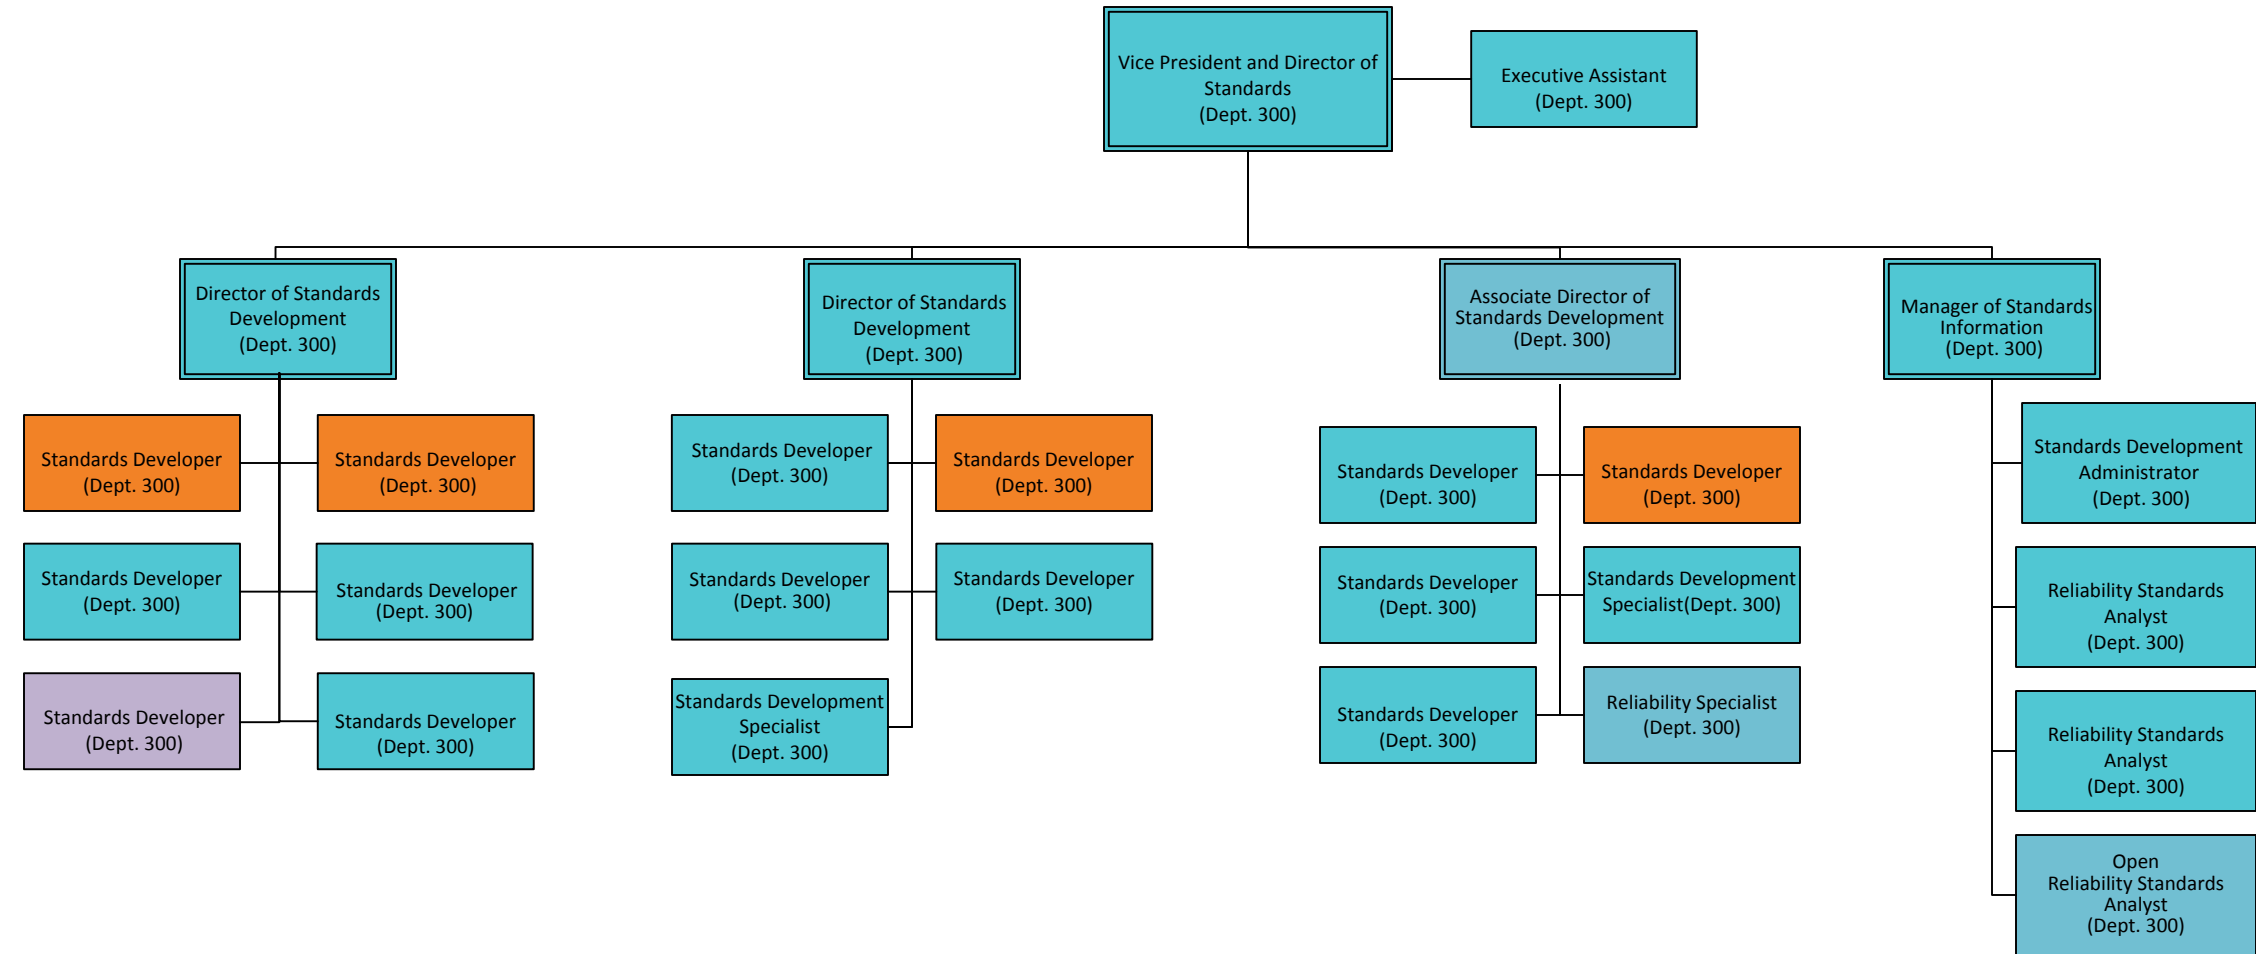 Vice President and Director of
Standards
(Dept. 300)
Executive Assistant
(Dept. 300)
Director of Standards
Development
(Dept. 300)
Director of Standards
Development
(Dept. 300)
Associate Director of
Standards Development
(Dept. 300)
Manager of Standards
Information
(Dept. 300)
Standards Developer
(Dept. 300)
Standards Developer
(Dept. 300)
Standards Developer
(Dept. 300)
Standards Developer
(Dept. 300)
Standards Developer
(Dept. 300)
Standards Developer
(Dept. 300)
Standards Developer
(Dept. 300)
Standards Developer
(Dept. 300)
Standards Developer
(Dept. 300)
Standards Developer
(Dept. 300)
Standards Development
Specialist
(Dept. 300)
Standards Developer
(Dept. 300)
Standards Developer
(Dept. 300)
Standards Developer
(Dept. 300)
Standards Development
Specialist(Dept. 300)
Standards Developer
(Dept. 300)
Reliability Specialist
(Dept. 300)
Standards Development
Administrator
(Dept. 300)
Reliability Standards
Analyst
(Dept. 300)
Reliability Standards
Analyst
(Dept. 300)
Open
Reliability Standards
Analyst
(Dept. 300)